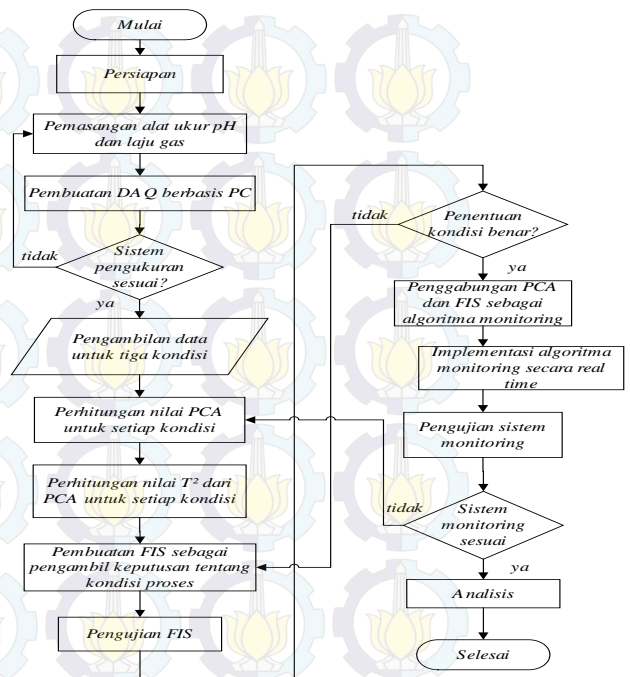 Mulai
Persiapan
Pemasangan alat ukur pH
dan laju gas
Pembuatan DAQ berbasis PC
tidak
Sistem
pengukuran
sesuai?
ya
Pengambilan data
untuk tiga kondisi
Perhitungan nilai PCA
untuk setiap kondisi
Perhitungan nilai T² dari
PCA untuk setiap kondisi
Pembuatan FIS sebagai
pengambil keputusan tentang
kondisi proses
Pengujian FIS
tidak
Penentuan
kondisi benar?
ya
Penggabungan PCA
dan FIS sebagai
algoritma monitoring
Implementasi algoritma
monitoring secara real
time
Pengujian sistem
monitoring
tidak
Sistem
monitoring
sesuai
ya
Analisis
Selesai